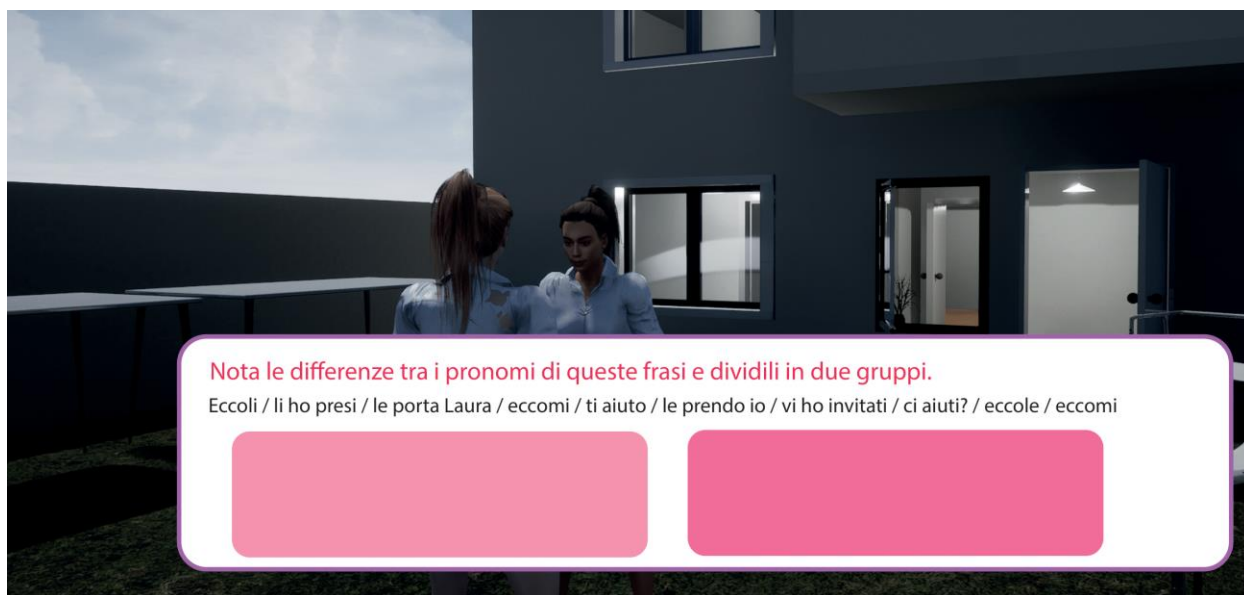 Nota le differenze tra i pronomi di queste frasi e dividili in due gruppi.
Eccoli / li ho presi / le porta Laura / eccomi / ti aiuto / le prendo io / vi ho invitati / ci aiuti? / eccole / eccomi